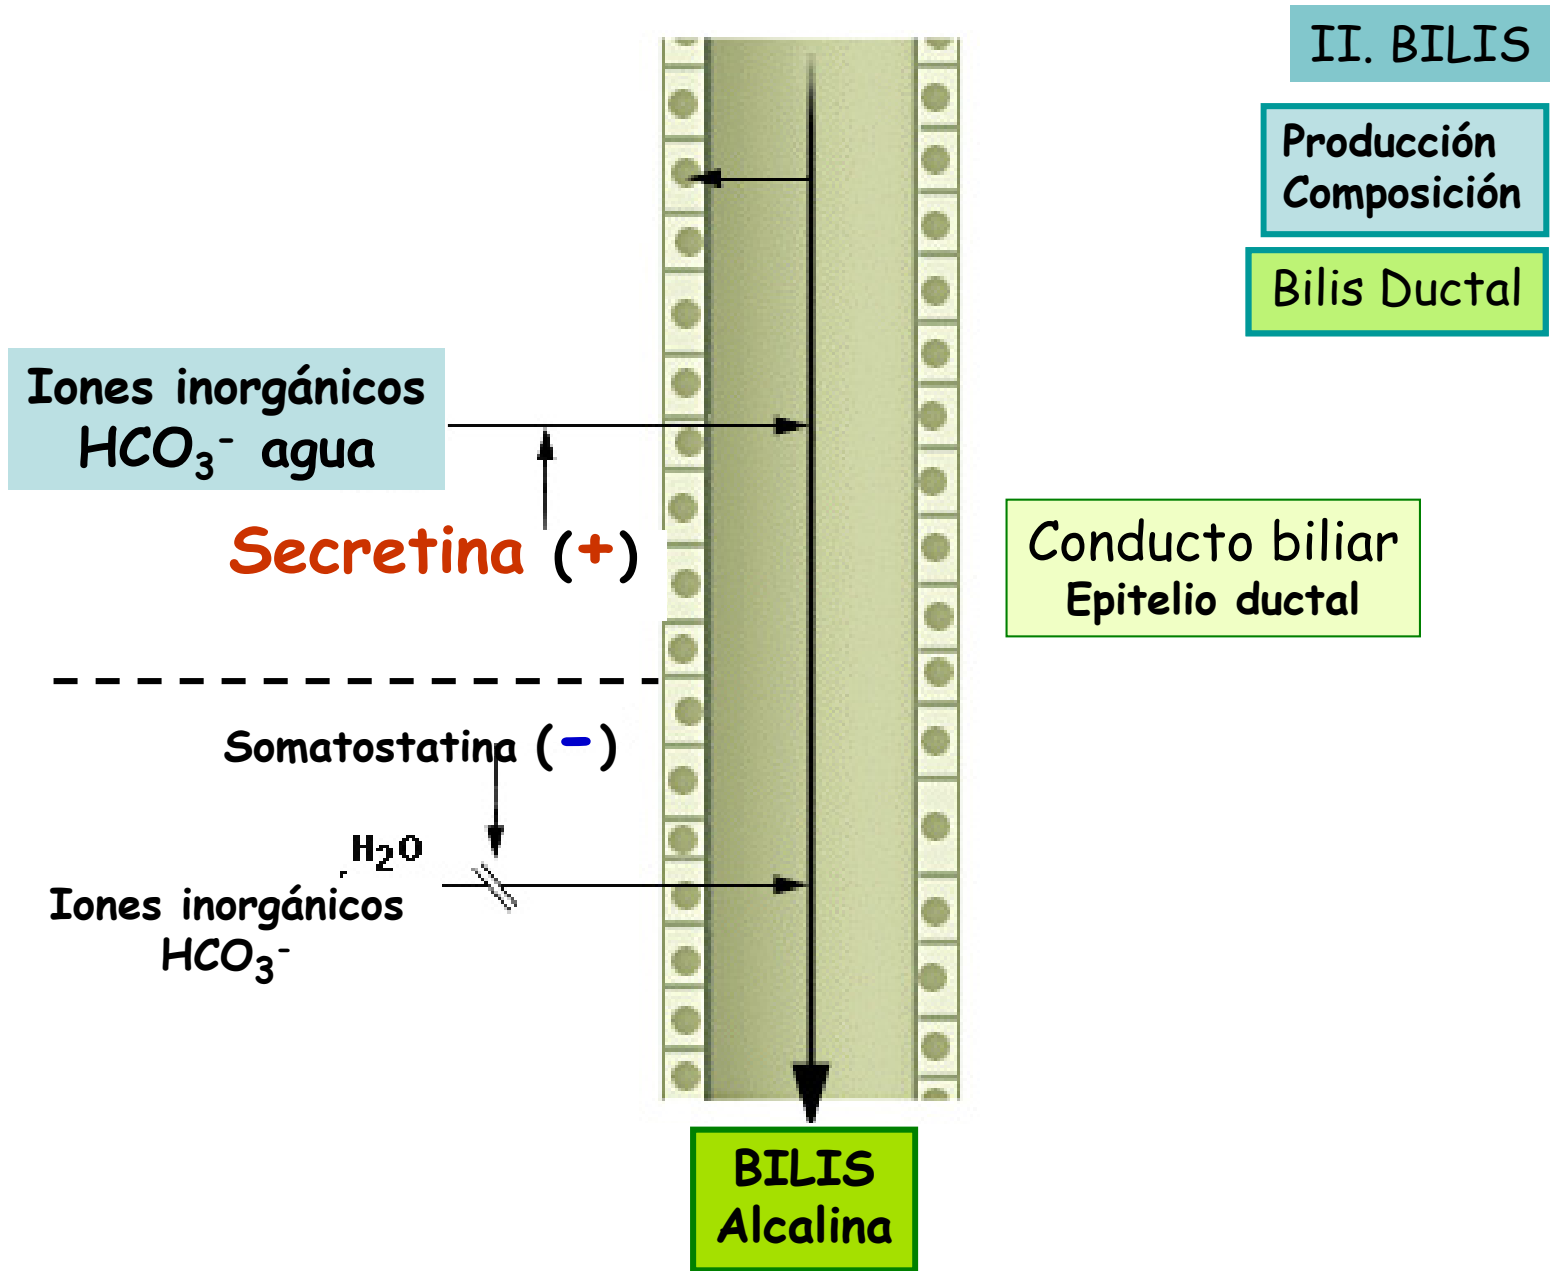 II. BILIS
Producción
Composición
Bilis Ductal
Iones inorgánicos
HCO₃⁻ agua
Secretina (+)
Conducto biliar
Epitelio ductal
Somatostatina (-)
H₂O
Iones inorgánicos
HCO₃⁻
BILIS
Alcalina